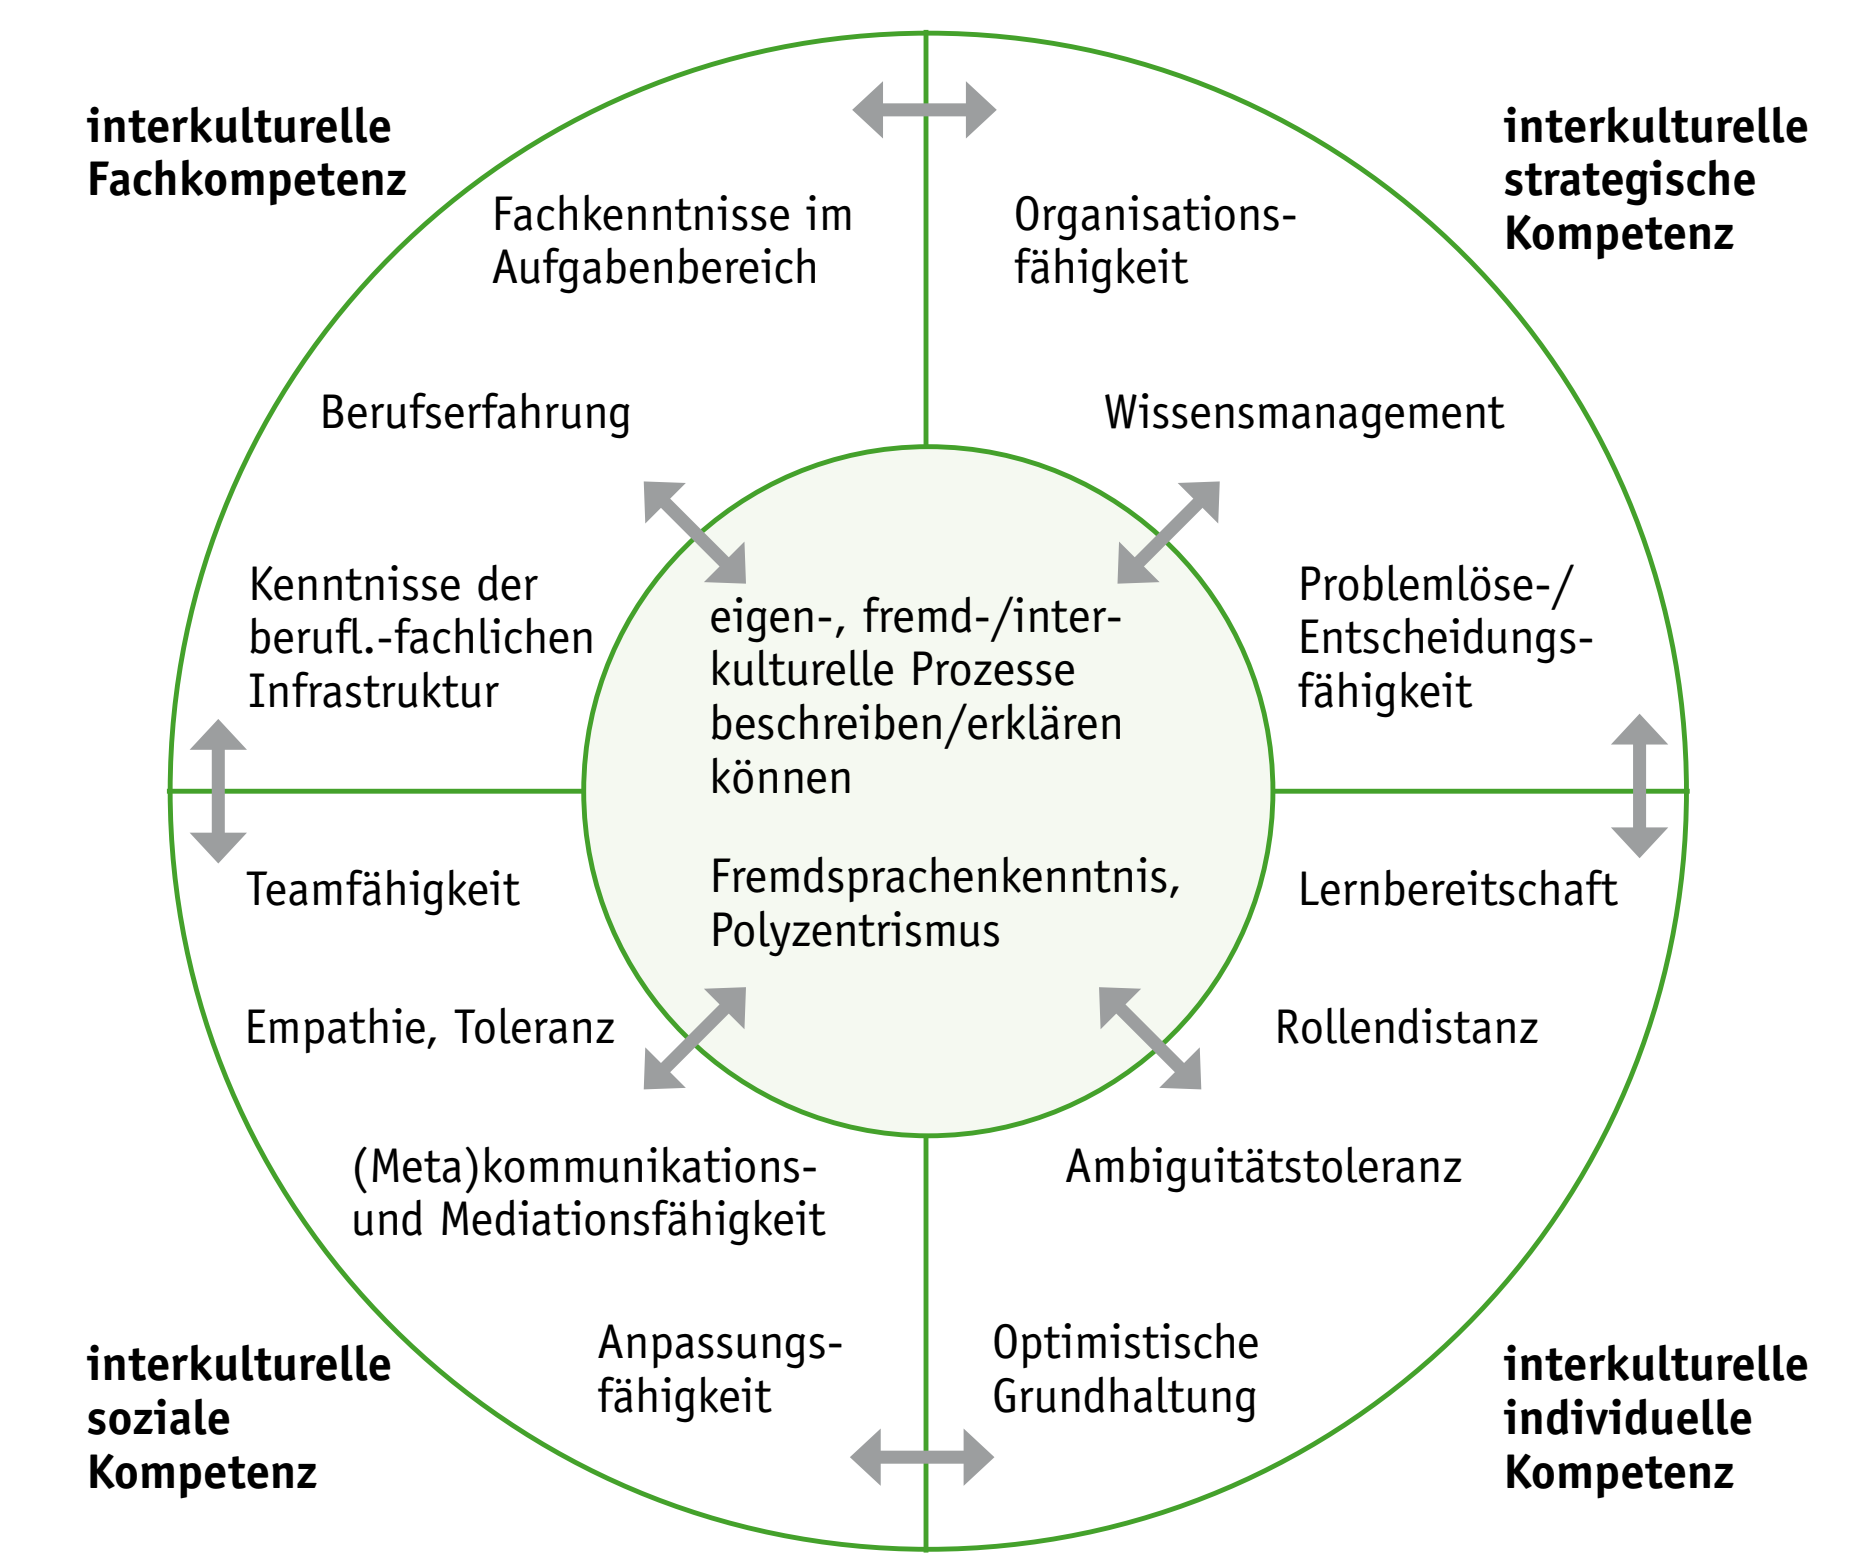 interkulturelle
Fachkompetenz
interkulturelle
strategische
Kompetenz
Fachkenntnisse im
Aufgabenbereich
Organisations-
fähigkeit
Berufserfahrung
Wissensmanagement
Kenntnisse der
berufl.-fachlichen
Infrastruktur
eigen-, fremd-/inter-
kulturelle Prozesse
beschreiben/erklären
können
Problemlöse-/
Entscheidungs-
fähigkeit
Fremdsprachenkenntnis,
Polyzentrismus
Teamfähigkeit
Lernbereitschaft
Empathie, Toleranz
Rollendistanz
(Meta)kommunikations-
und Mediationsfähigkeit
Ambiguitätstoleranz
Anpassungs-
fähigkeit
Optimistische
Grundhaltung
interkulturelle
soziale
Kompetenz
interkulturelle
individuelle
Kompetenz